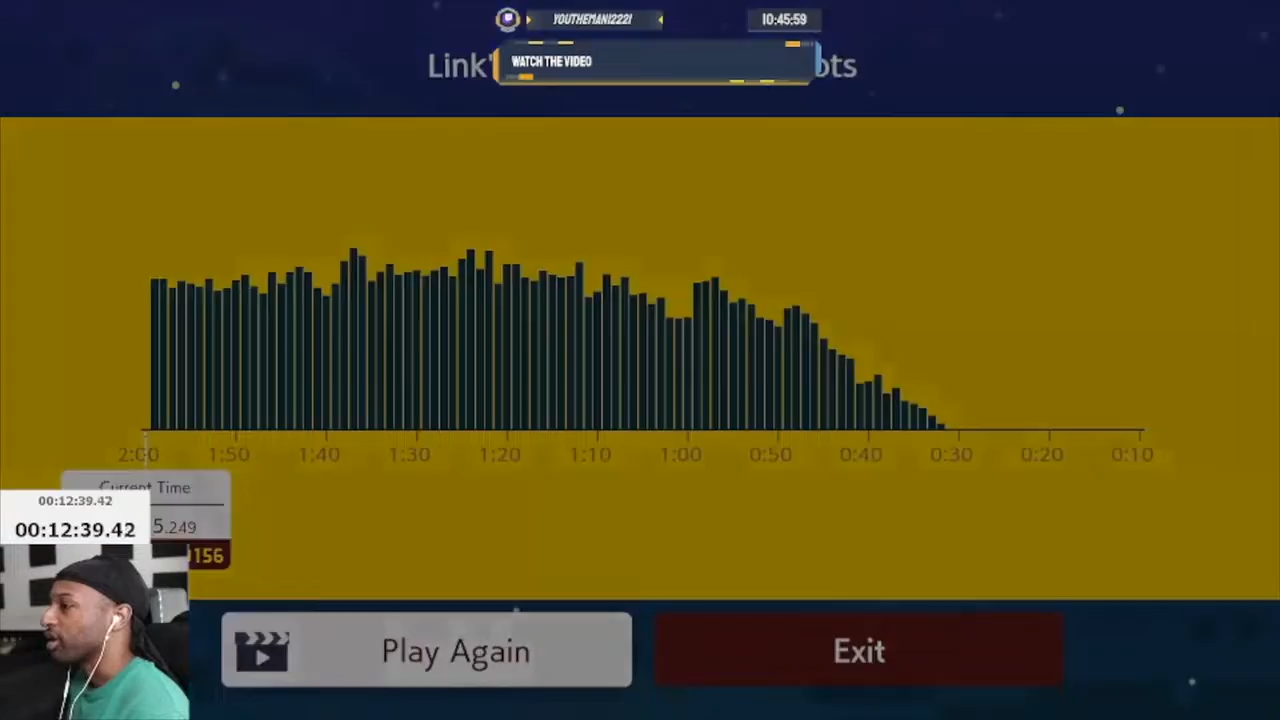 YOUTHEMAN12221
10:45:59
WATCH THE VIDEO
2:00 1:50 1:40 1:30 1:20 1:10 1:00 0:50 0:40 0:30 0:20 0:10
Current Time
00:12:39.42
00:12:39.42
5.249
156
Play Again
Exit